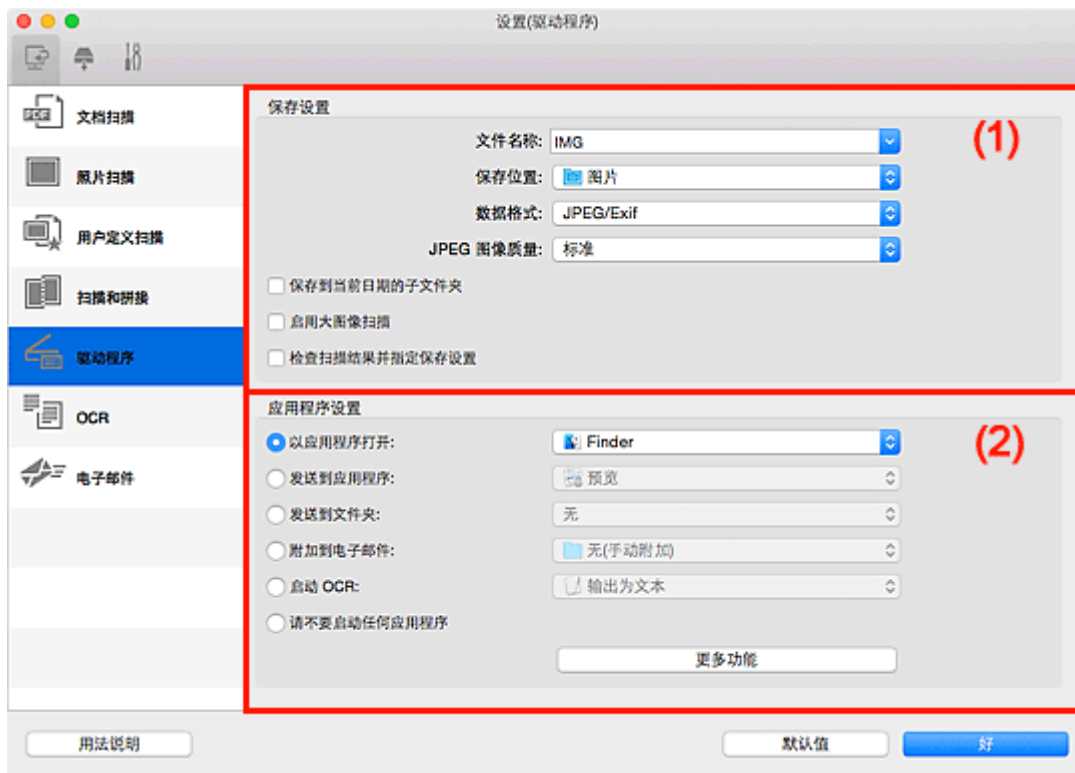 设置(驱动程序)
文档扫描
照片扫描
用户定义扫描
扫描和拼接
驱动程序
OCR
电子邮件
保存设置
(1)
文件名称: IMG
保存位置: 图片
数据格式: JPEG/Exif
JPEG 图像质量: 标准
保存到当前日期的子文件夹
启用大图像扫描
检查扫描结果并指定保存设置
应用程序设置
(2)
以应用程序打开: Finder
发送到应用程序: 预览
发送到文件夹: 无
附加到电子邮件: 无(手动附加)
启动 OCR: 输出为文本
请不要启动任何应用程序
更多功能
用法说明
默认值
好